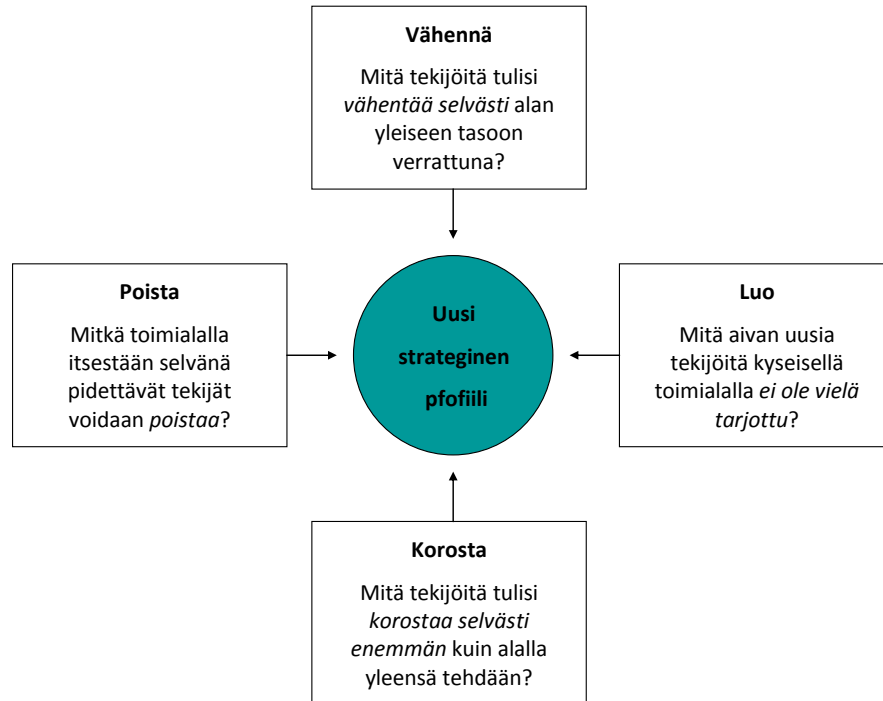 Vähennä
Mitä tekijöitä tulisi
vähentää selvästi alan
yleiseen tasoon
verrattuna?
Poista
Mitkä toimialalla
itsestään selvänä
pidettävät tekijät
voidaan poistaa?
Uusi
strateginen
pfofiili
Luo
Mitä aivan uusia
tekijöitä kyseisellä
toimialalla ei ole vielä
tarjottu?
Korosta
Mitä tekijöitä tulisi
korostaa selvästi
enemmän kuin alalla
yleensä tehdään?